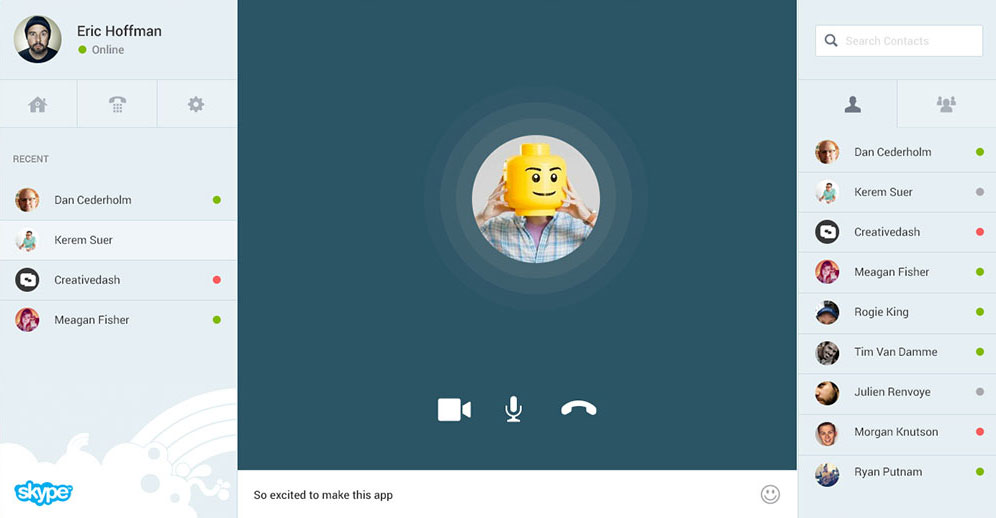 Eric Hoffman
Online
RECENT
Dan Cederholm
Kerem Suer
Creativedash
Meagan Fisher
skype
So excited to make this app
Search Contacts
Dan Cederholm
Kerem Suer
Creativedash
Meagan Fisher
Rogie King
Tim Van Damme
Julien Renvoye
Morgan Knutson
Ryan Putnam